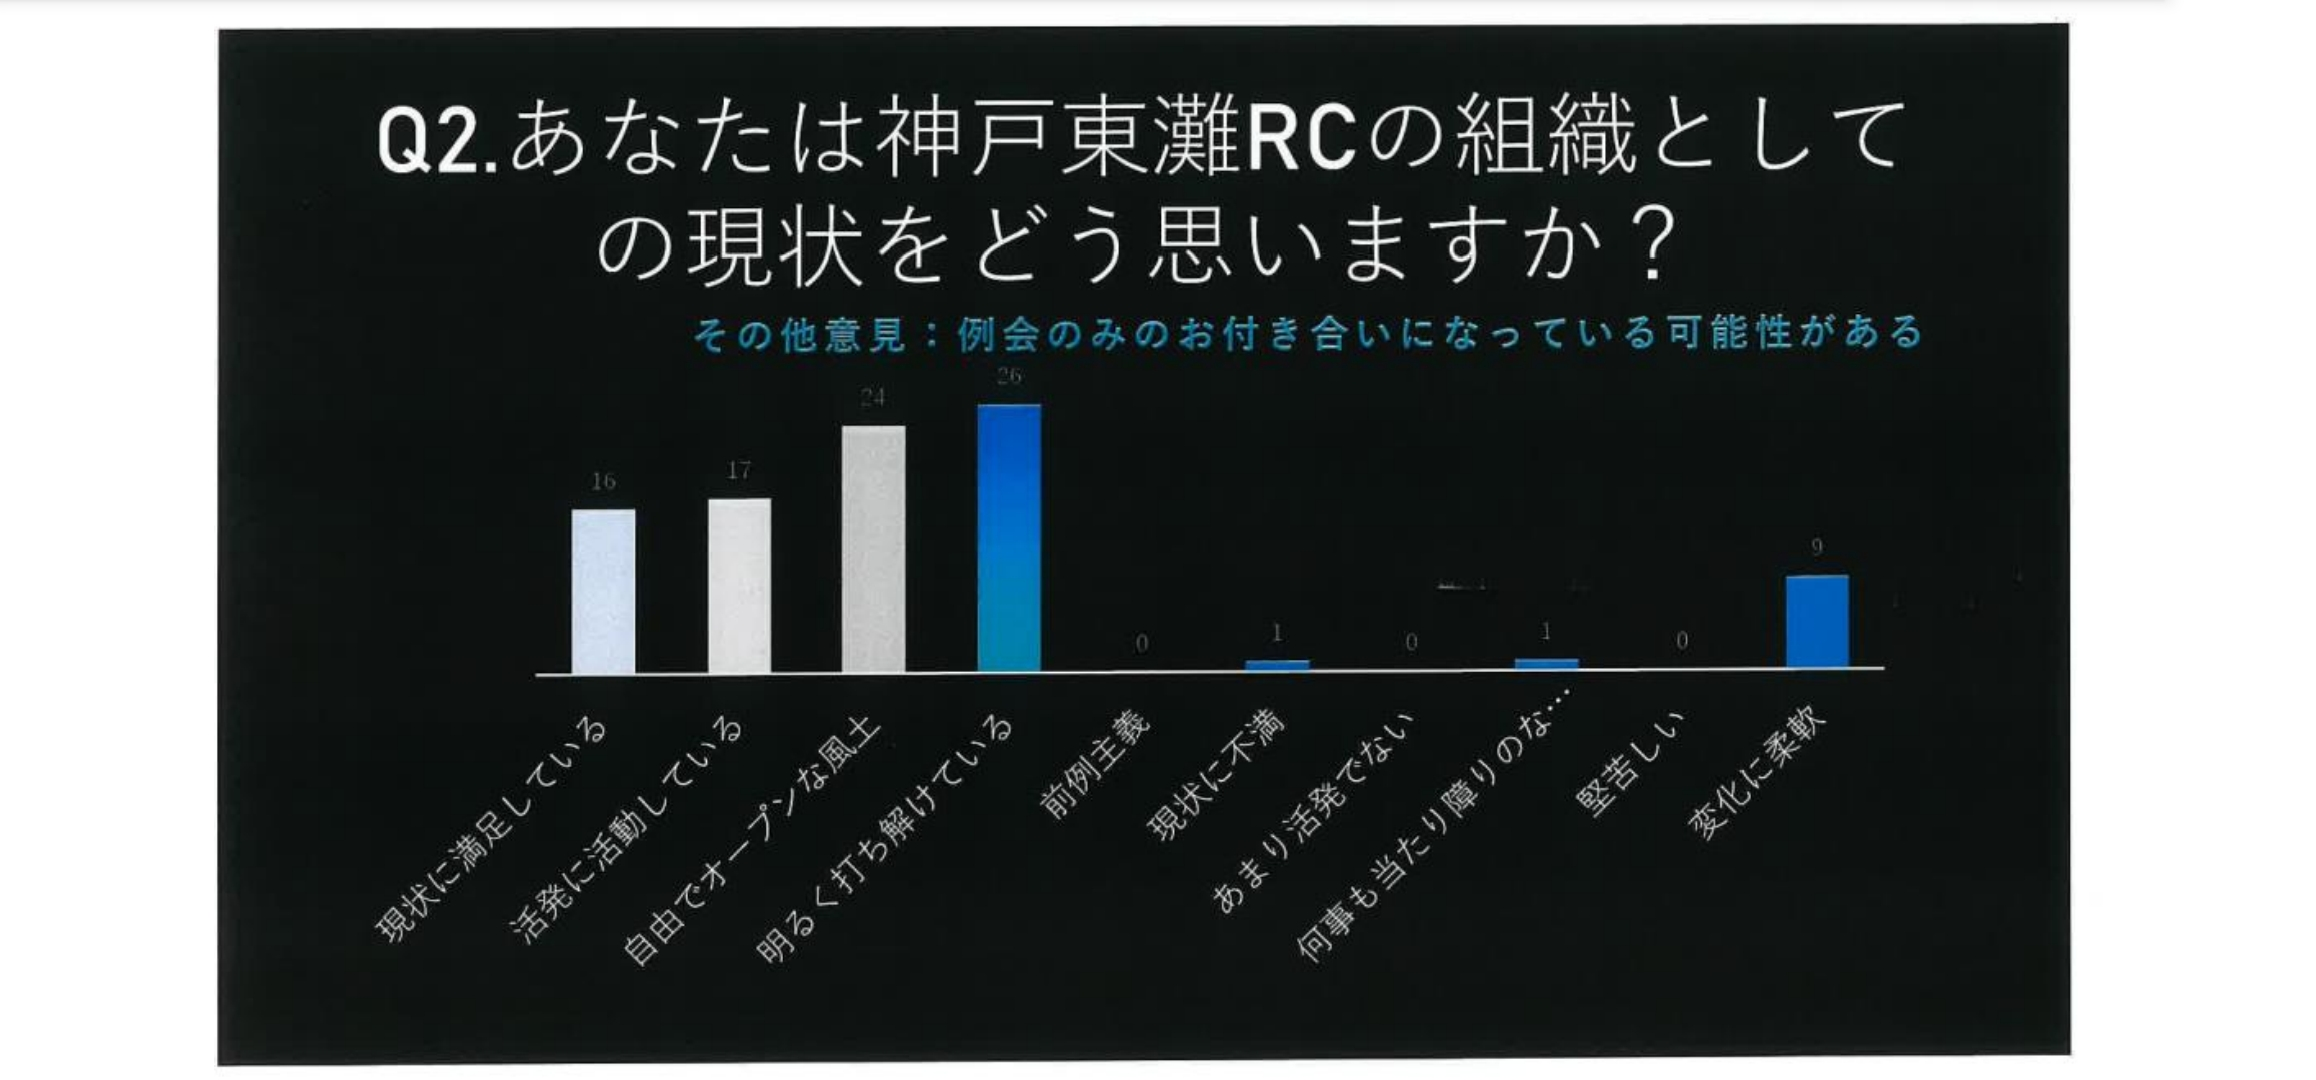 Q2.あなたは神戸東灘RCの組織として
の現状をどう思いますか？
その他意見：例会のみのお付き合いになっている可能性がある
16
17
24
26
0
1
0
1
0
9
現状に満足している
活発に活動している
自由でオープンな風土
明るく打ち解けている
前例主義
現状に不満
あまり活発でない
何事も当たり障りのな…
堅苦しい
変化に柔軟